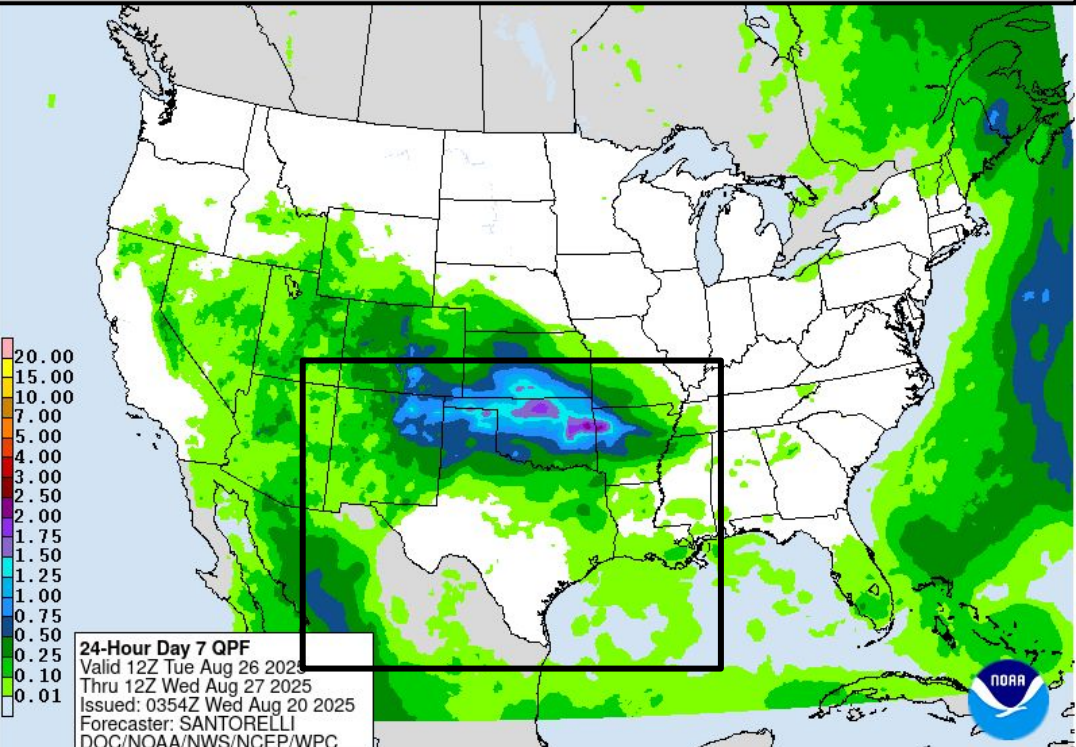 20.00
15.00
10.00
7.00
5.00
4.00
3.00
2.50
2.00
1.75
1.50
1.25
1.00
0.75
0.50
0.25
0.10
0.01
24-Hour Day 7 QPF
Valid 12Z Tue Aug 26 2025
Thru 12Z Wed Aug 27 2025
Issued: 0354Z Wed Aug 20 2025
Forecaster: SANTORELLI
DOC/NOAA/NWS/NCEP/WPC
NOAA